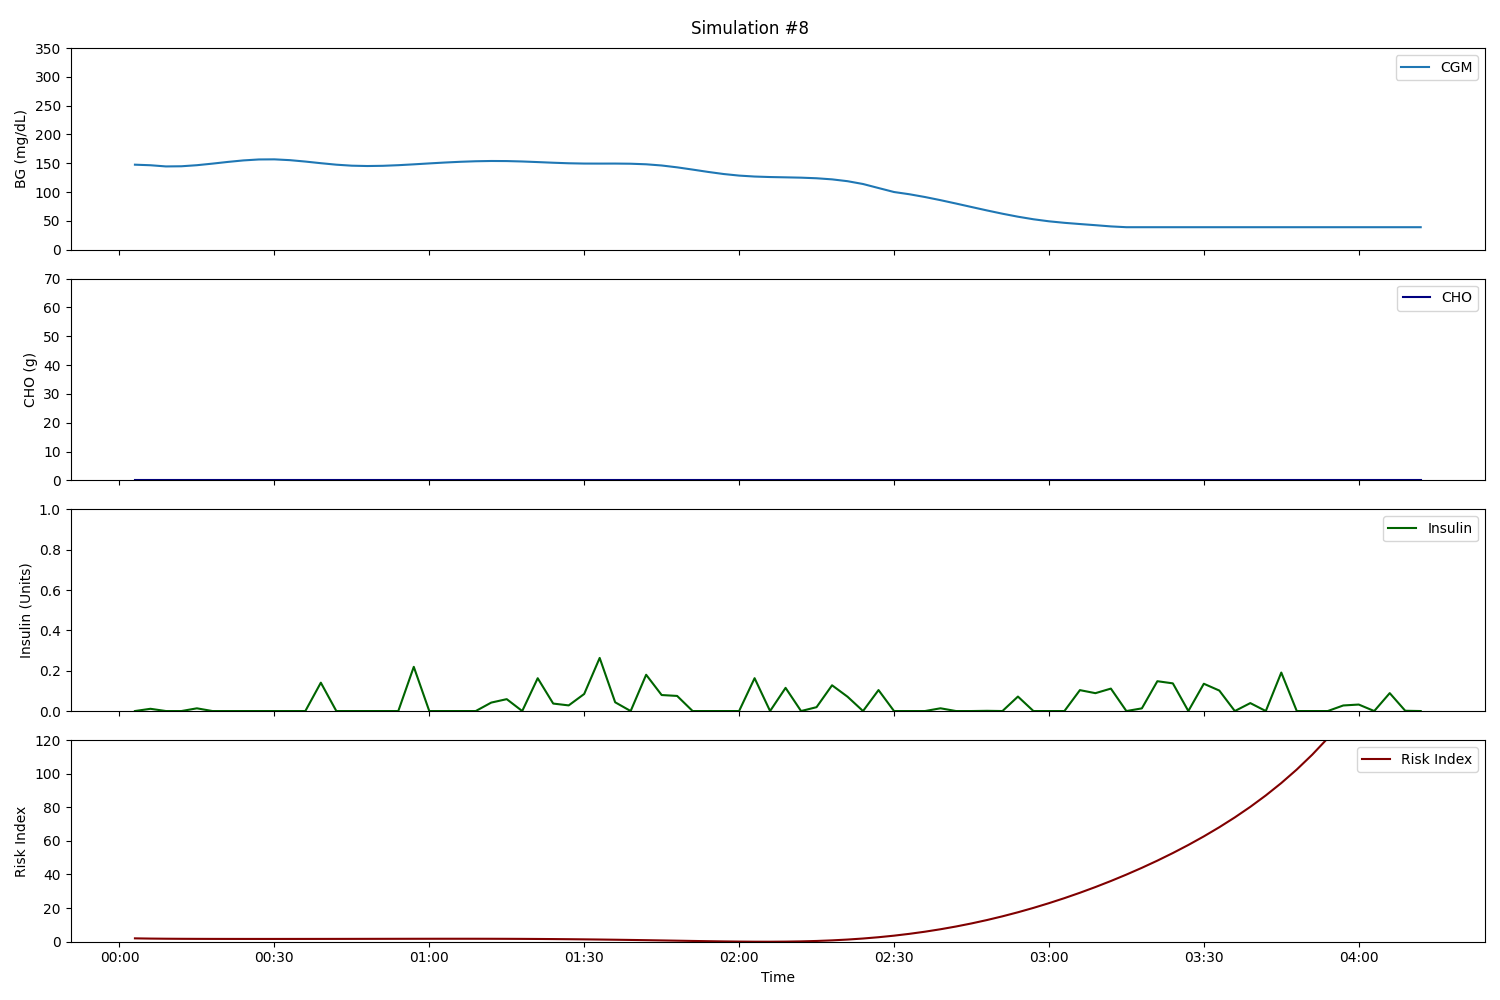 Simulation #8
350
300
250
200
150
100
50
0
BG (mg/dL)
CGM
70
60
50
40
30
20
10
0
CHO (g)
CHO
1.0
0.8
0.6
0.4
0.2
0.0
Insulin (Units)
Insulin
120
100
80
60
40
20
0
Risk Index
Risk Index
00:00 00:30 01:00 01:30 02:00 02:30 03:00 03:30 04:00
Time